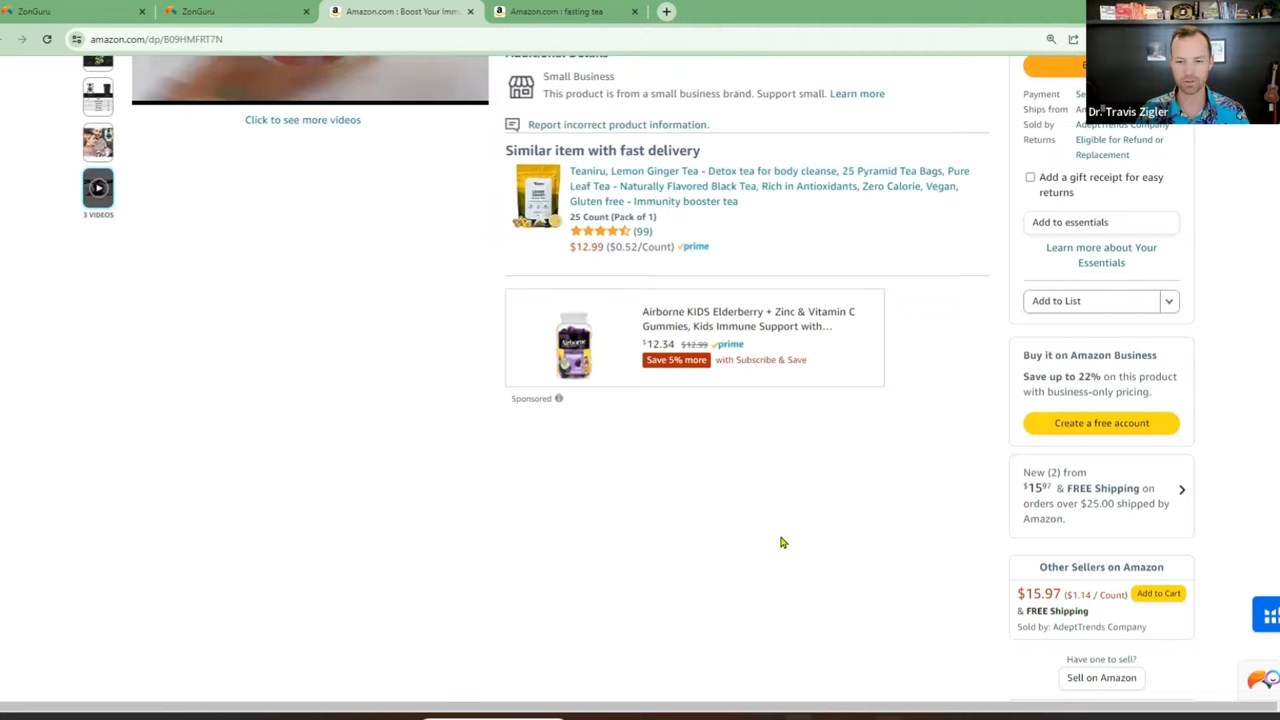 ZonGuru
ZonGuru
Amazon.com : Boost Your Imm
Amazon.com : fasting tea
amazon.com/dp/B09HMFRT7N
Dr. Travis Zigler
Click to see more videos
3 VIDEOS
Additional Details
Small Business
This product is from a small business brand. Support small. Learn more
Report incorrect product information.
Similar item with fast delivery
Teaniru, Lemon Ginger Tea - Detox tea for body cleanse, 25 Pyramid Tea Bags, Pure
Leaf Tea - Naturally Flavored Black Tea, Rich in Antioxidants, Zero Calorie, Vegan,
Gluten free - Immunity booster tea
25 Count (Pack of 1)
(99)
$12.99 ($0.52/Count) prime
Airborne KIDS Elderberry + Zinc & Vitamin C
Gummies, Kids Immune Support with...
$12.34 $12.99 prime
Save 5% more with Subscribe & Save
Sponsored
Payment
Ships from
Sold by AdeptTrends Company
Returns Eligible for Refund or
Replacement
Add a gift receipt for easy
returns
Add to essentials
Learn more about Your
Essentials
Add to List
Buy it on Amazon Business
Save up to 22% on this product
with business-only pricing.
Create a free account
New (2) from
$1597 & FREE Shipping on
orders over $25.00 shipped by
Amazon.
Other Sellers on Amazon
$15.97 ($1.14 / Count) Add to Cart
& FREE Shipping
Sold by: AdeptTrends Company
Have one to sell?
Sell on Amazon